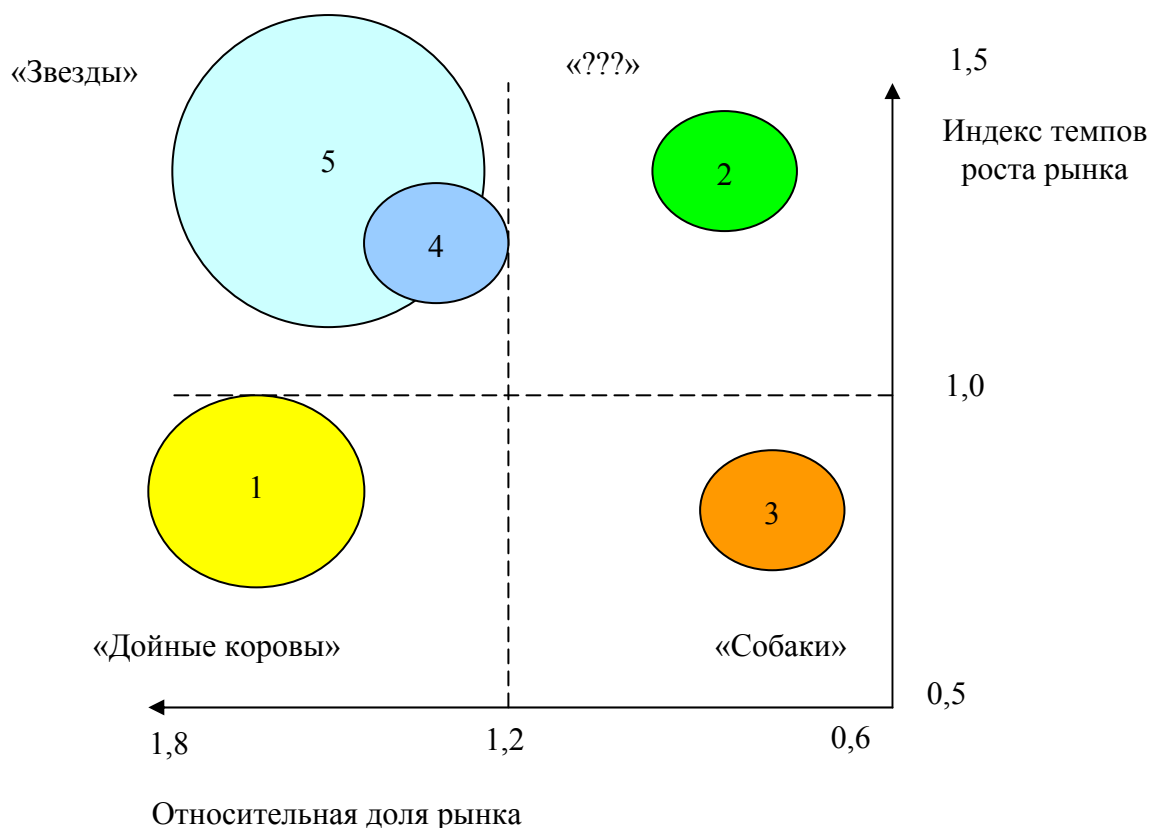 «Звезды»
«???»
1,5
Индекс темпов
роста рынка
5
2
4
1,0
1
3
«Дойные коровы»
«Собаки»
0,5
1,8
1,2
0,6
Относительная доля рынка